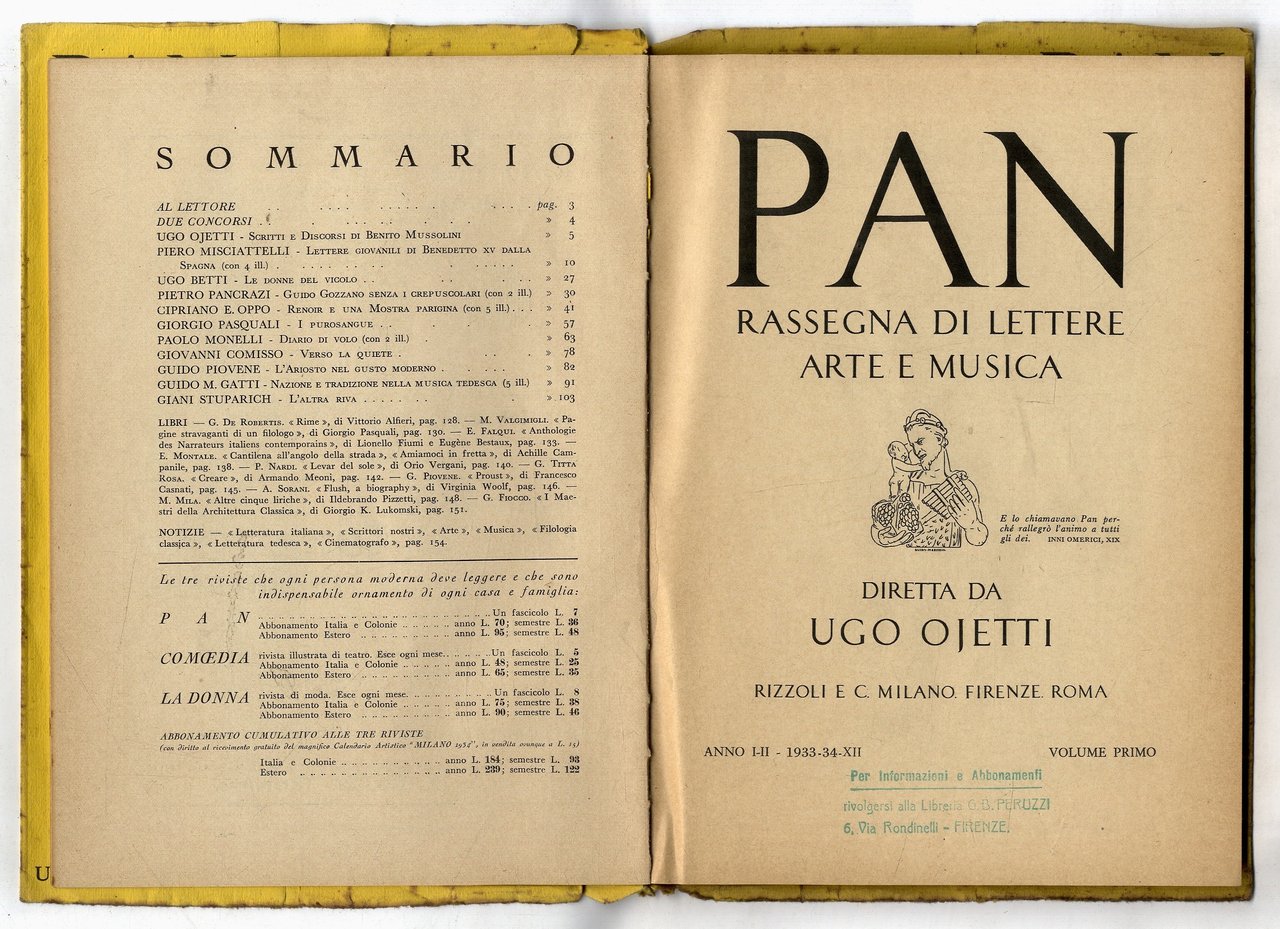 SOMMARIO
AL LETTORE . . . . . . . . . . . . . . . . . pag. 3
DUE CONCORSI . . . . . . . . . . . . » 4
UGO OJETTI - Scritti e Discorsi di Benito Mussolini » 5
PIERO MISCIATTELLI - Lettere giovanili di Benedetto XV dalla
Spagna (con 4 ill.) . . . . . . . . . . . . . . » 10
UGO BETTI - Le donne del vicolo . . . . . . . . » 27
PIETRO PANCRAZI - Guido Gozzano senza i crepuscolari (con 2 ill.) » 30
CIPRIANO E. OPPO - Renoir e una Mostra parigina (con 5 ill.) . . . » 41
GIORGIO PASQUALI - I purosangue . . . . . » 57
PAOLO MONELLI - Diario di volo (con 2 ill.) . » 63
GIOVANNI COMISSO - Verso la quiete . . . . » 78
GUIDO PIOVENE - L'Ariosto nel gusto moderno . . . . . » 82
GUIDO M. GATTI - Nazione e tradizione nella musica tedesca (5 ill.) » 91
GIANI STUPARICH - L'altra riva . . . . . . . . » 103
LIBRI — G. De Robertis. « Rime », di Vittorio Alfieri, pag. 128. — M. Valgimigli. « Pa-
gine stravaganti di un filologo », di Giorgio Pasquali, pag. 130. — E. Falqui. « Anthologie
des Narrateurs italiens contemporains », di Lionello Fiumi e Eugène Bestaux, pag. 133. —
E. Montale. « Cantilena all'angolo della strada », « Amiamoci in fretta », di Achille Cam-
panile, pag. 138. — P. Nardi. « Levar del sole », di Orio Vergani, pag. 140. — G. Titta
Rosa. « Creare », di Armando Meoni, pag. 142. — G. Piovene. « Proust », di Francesco
Casnati, pag. 145. — A. Sorani. « Flush, a biography », di Virginia Woolf, pag. 146. —
M. Mila. « Altre cinque liriche », di Ildebrando Pizzetti, pag. 148. — G. Fiocco. « I Mae-
stri della Architettura Classica », di Giorgio K. Lukomski, pag. 151.
NOTIZIE — « Letteratura italiana », « Scrittori nostri », « Arte », « Musica », « Filologia
classica », « Letteratura tedesca », « Cinematografo », pag. 154.
Le tre riviste che ogni persona moderna deve leggere e che sono
indispensabile ornamento di ogni casa e famiglia:
PAN . . . . . . . . . . . . . . . . Un fascicolo L. 7
Abbonamento Italia e Colonie . . . . . . anno L. 70; semestre L. 36
Abbonamento Estero . . . . . . . . . . anno L. 95; semestre L. 48
COMŒDIA rivista illustrata di teatro. Esce ogni mese. . . . . . . Un fascicolo L. 5
Abbonamento Italia e Colonie . . . . . . anno L. 48; semestre L. 25
Abbonamento Estero . . . . . . . . . . anno L. 65; semestre L. 35
LA DONNA rivista di moda. Esce ogni mese. . . . . . . . . . Un fascicolo L. 8
Abbonamento Italia e Colonie . . . . . . anno L. 75; semestre L. 38
Abbonamento Estero . . . . . . . . . . anno L. 90; semestre L. 46
ABBONAMENTO CUMULATIVO ALLE TRE RIVISTE
(con diritto al ricevimento gratuito del magnifico Calendario Artistico "MILANO 1932", in vendita ovunque a L. 15)
Italia e Colonie . . . . . . . . . . anno L. 184; semestre L. 93
Estero . . . . . . . . . . . . . . anno L. 239; semestre L. 122
U
PAN
RASSEGNA DI LETTERE
ARTE E MUSICA
E lo chiamavano Pan per-
ché rallegrò l'animo a tutti
gli dei. INNI OMERICI, XIX
DIRETTA DA
UGO OJETTI
RIZZOLI E C. MILANO. FIRENZE. ROMA
ANNO I-II - 1933-34-XII VOLUME PRIMO
Per Informazioni e Abbonamenti
rivolgersi alla Libreria G. B. PERUZZI
6, Via Rondinelli - FIRENZE.